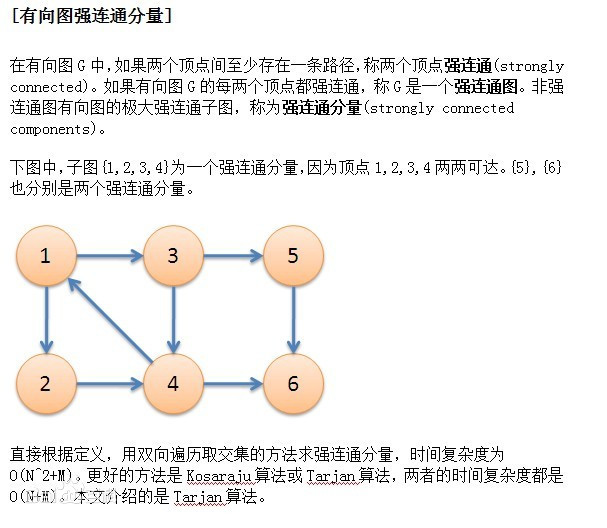 [有向图强连通分量]
在有向图G中,如果两个顶点间至少存在一条路径,称两个顶点强连通(strongly
connected)。如果有向图G的每两个顶点都强连通，称G是一个强连通图。非强
连通图有向图的极大强连通子图，称为强连通分量(strongly connected
components)。
下图中,子图{1,2,3,4}为一个强连通分量,因为顶点1,2,3,4两两可达。{5},{6}
也分别是两个强连通分量。
1 3 5
2 4 6
直接根据定义，用双向遍历取交集的方法求强连通分量，时间复杂度为
O(N^2+M)。更好的方法是Kosaraju算法或Tarjan算法，两者的时间复杂度都是
O(N+M)。本文介绍的是Tarjan算法。